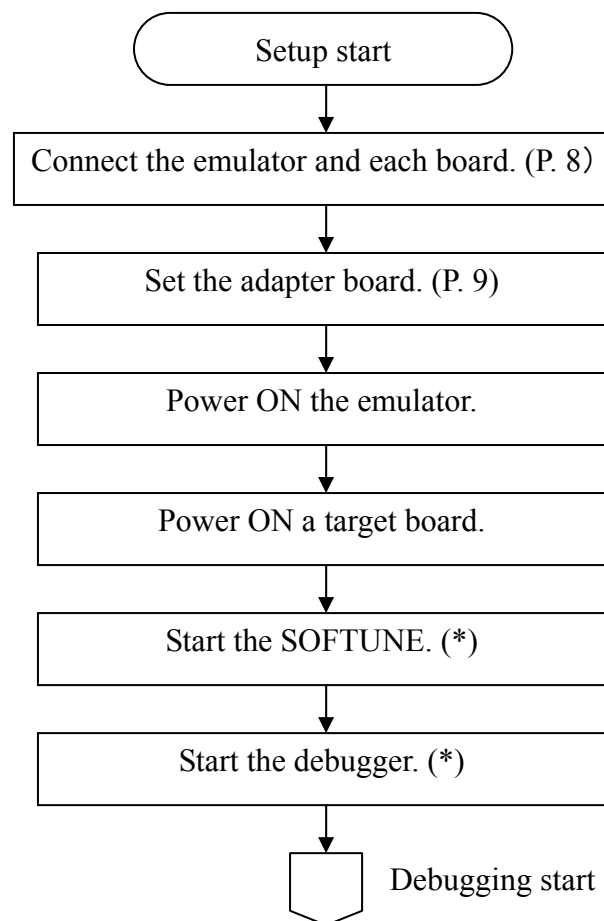 Setup start
Connect the emulator and each board. (P. 8）
Set the adapter board. (P. 9)
Power ON the emulator.
Power ON a target board.
Start the SOFTUNE. (*)
Start the debugger. (*)
Debugging start